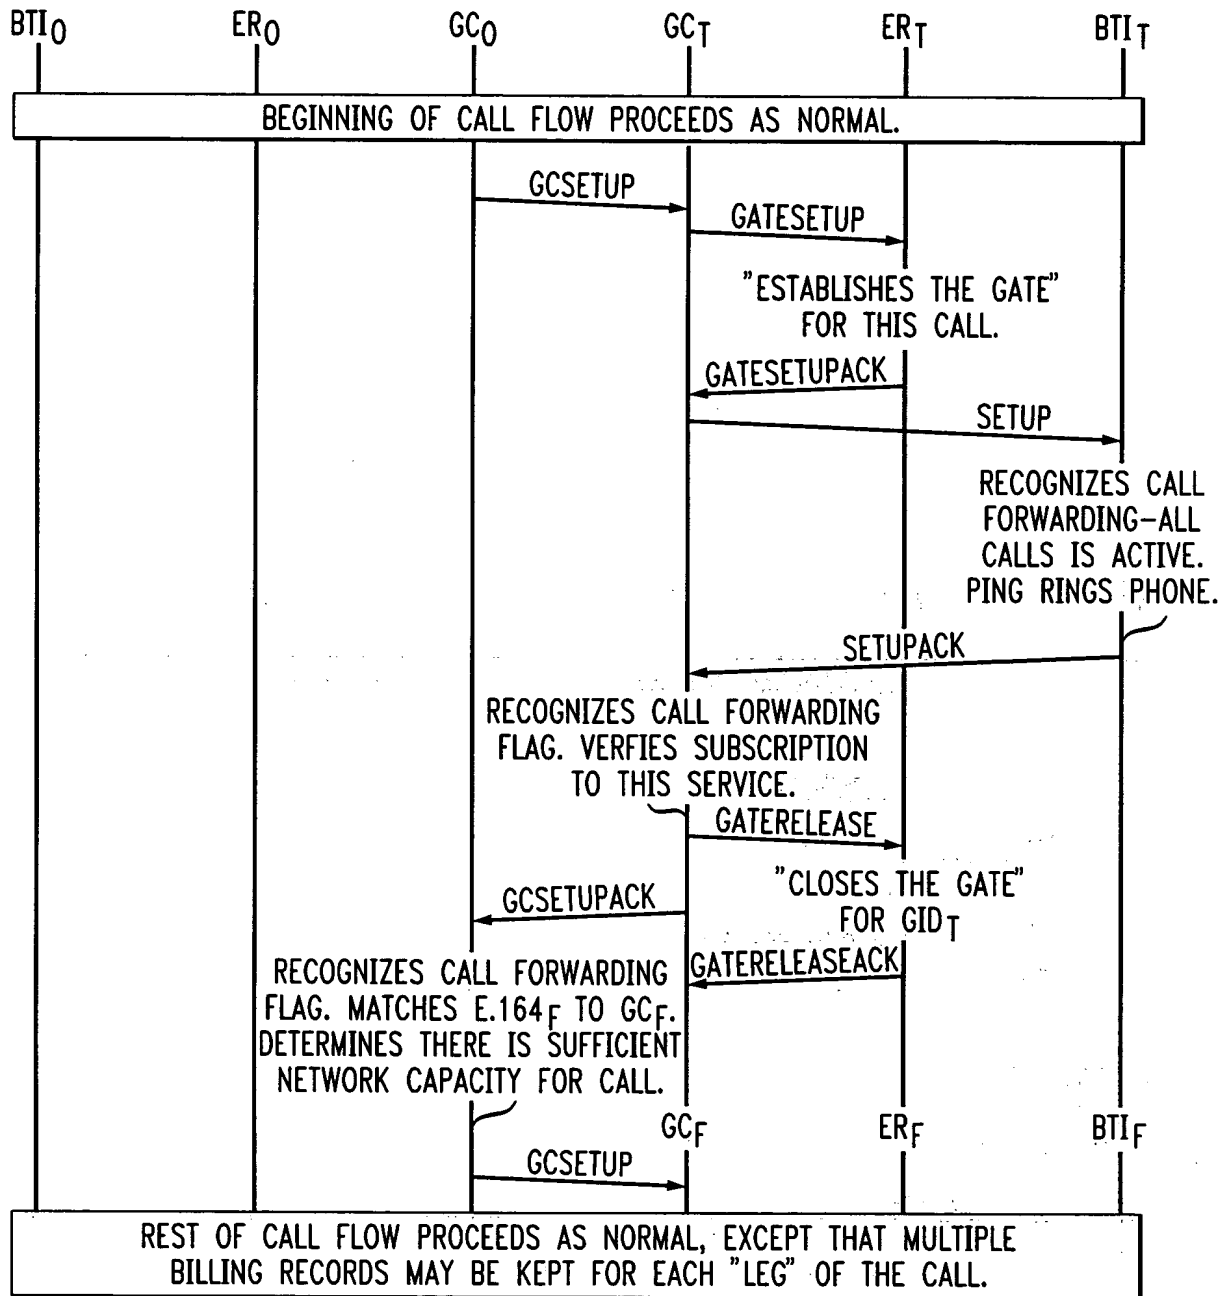 BTIO ERO GCO GCT ERT BTIT
BEGINNING OF CALL FLOW PROCEEDS AS NORMAL.
GCSETUP
GATESETUP
"ESTABLISHES THE GATE"
FOR THIS CALL.
GATESETUPACK
SETUP
RECOGNIZES CALL
FORWARDING-ALL
CALLS IS ACTIVE.
PING RINGS PHONE.
SETUPACK
RECOGNIZES CALL FORWARDING
FLAG. VERFIES SUBSCRIPTION
TO THIS SERVICE.
GATERELEASE
"CLOSES THE GATE"
FOR GIDT
GCSETUPACK
GATERELEASEACK
RECOGNIZES CALL FORWARDING
FLAG. MATCHES E.164F TO GCF.
DETERMINES THERE IS SUFFICIENT
NETWORK CAPACITY FOR CALL.
GCF ERF BTIF
GCSETUP
REST OF CALL FLOW PROCEEDS AS NORMAL, EXCEPT THAT MULTIPLE
BILLING RECORDS MAY BE KEPT FOR EACH "LEG" OF THE CALL.